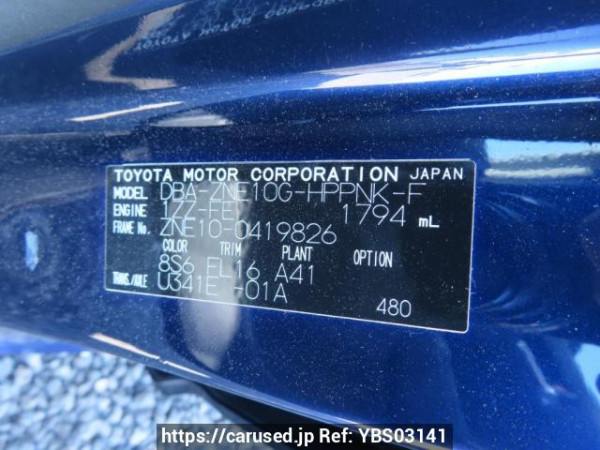 TOYOTA MOTOR CORPORATION JAPAN
MODEL DBA-ZNE10G-HPPNK-F
ENGINE 1ZZ-FE 1794 mL
FRAME No. ZNE10-0419826
COLOR TRIM PLANT OPTION
8S6 FL16 A41
TRANS./AXLE U341E -01A
480
https://carused.jp Ref: YBS03141